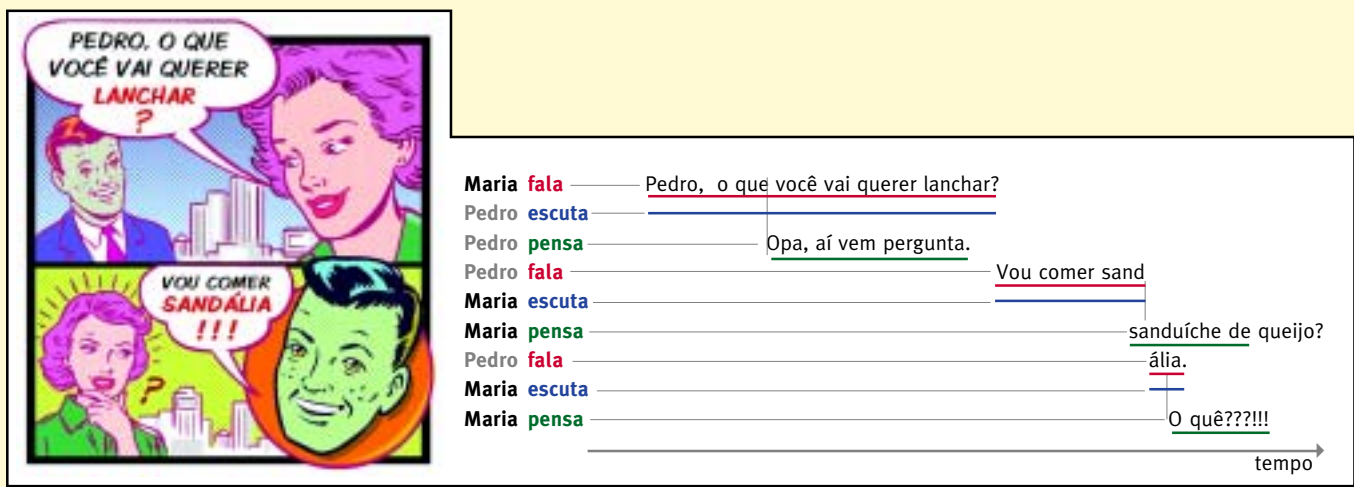 PEDRO, O QUE
VOCÊ VAI QUERER
LANCHAR
?
VOU COMER
SANDÁLIA
!!!
?
Maria fala Pedro, o que você vai querer lanchar?
Pedro escuta
Pedro pensa Opa, aí vem pergunta.
Pedro fala Vou comer sand
Maria escuta
Maria pensa sanduíche de queijo?
Pedro fala ália.
Maria escuta
Maria pensa O quê???!!!
tempo